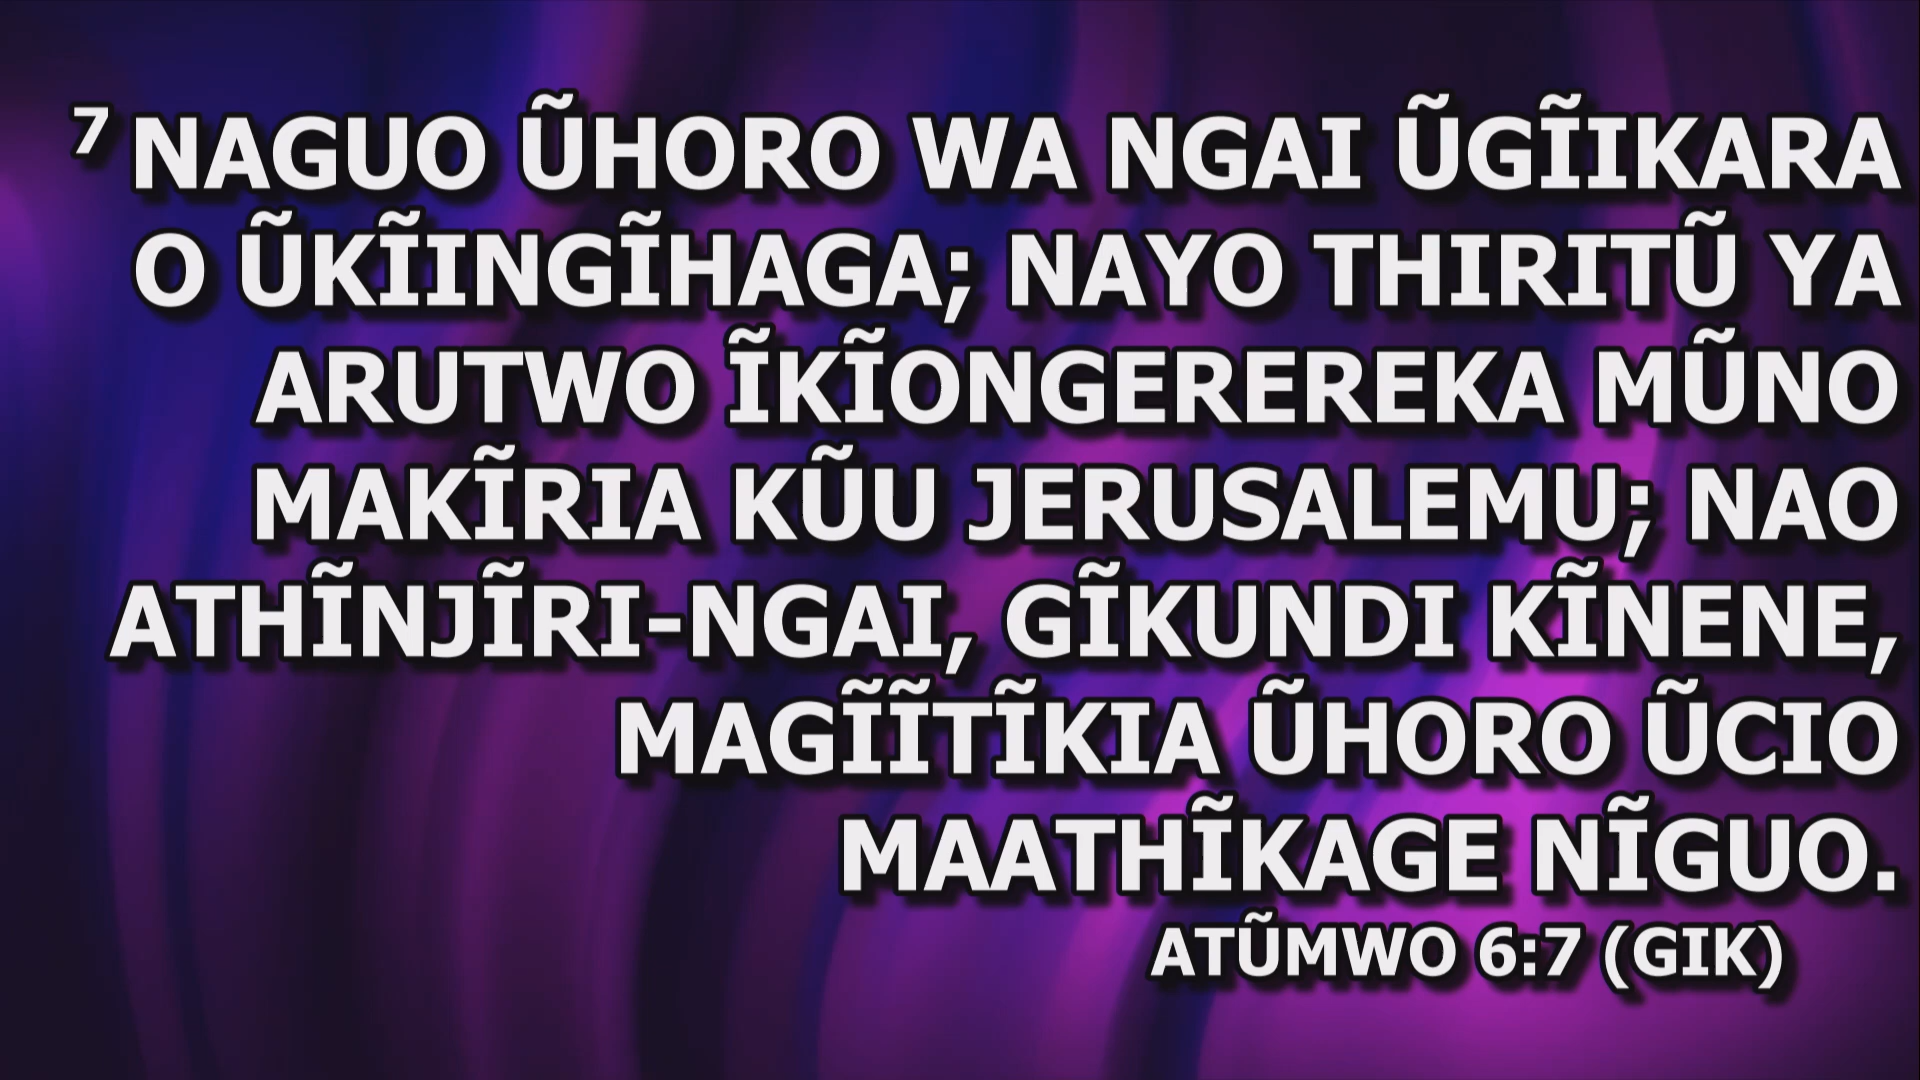 7 NAGUO ŨHORO WA NGAI ŨGĨIKARA
O ŨKĨINGĨHAGA; NAYO THIRITŨ YA
ARUTWO ĨKĨONGEREREKA MŨNO
MAKĨRIA KŨU JERUSALEMU; NAO
ATHĨNJĨRI-NGAI, GĨKUNDI KĨNENE,
MAGĨĨTĨKIA ŨHORO ŨCIO
MAATHĨKAGE NĨGUO.
ATŨMWO 6:7 (GIK)